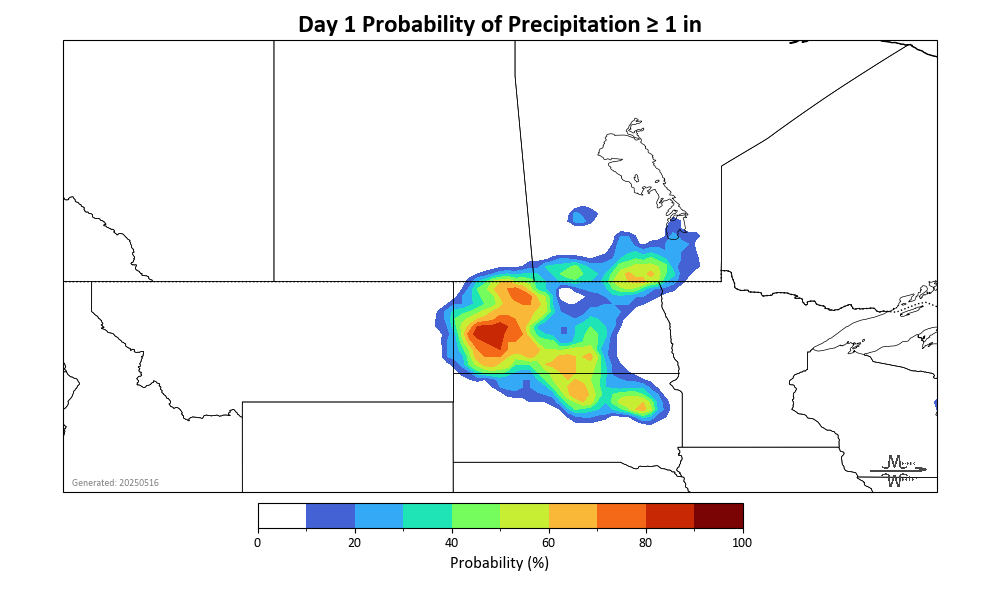 Day 1 Probability of Precipitation ≥ 1 in
Generated: 20250516
0 20 40 60 80 100
Probability (%)